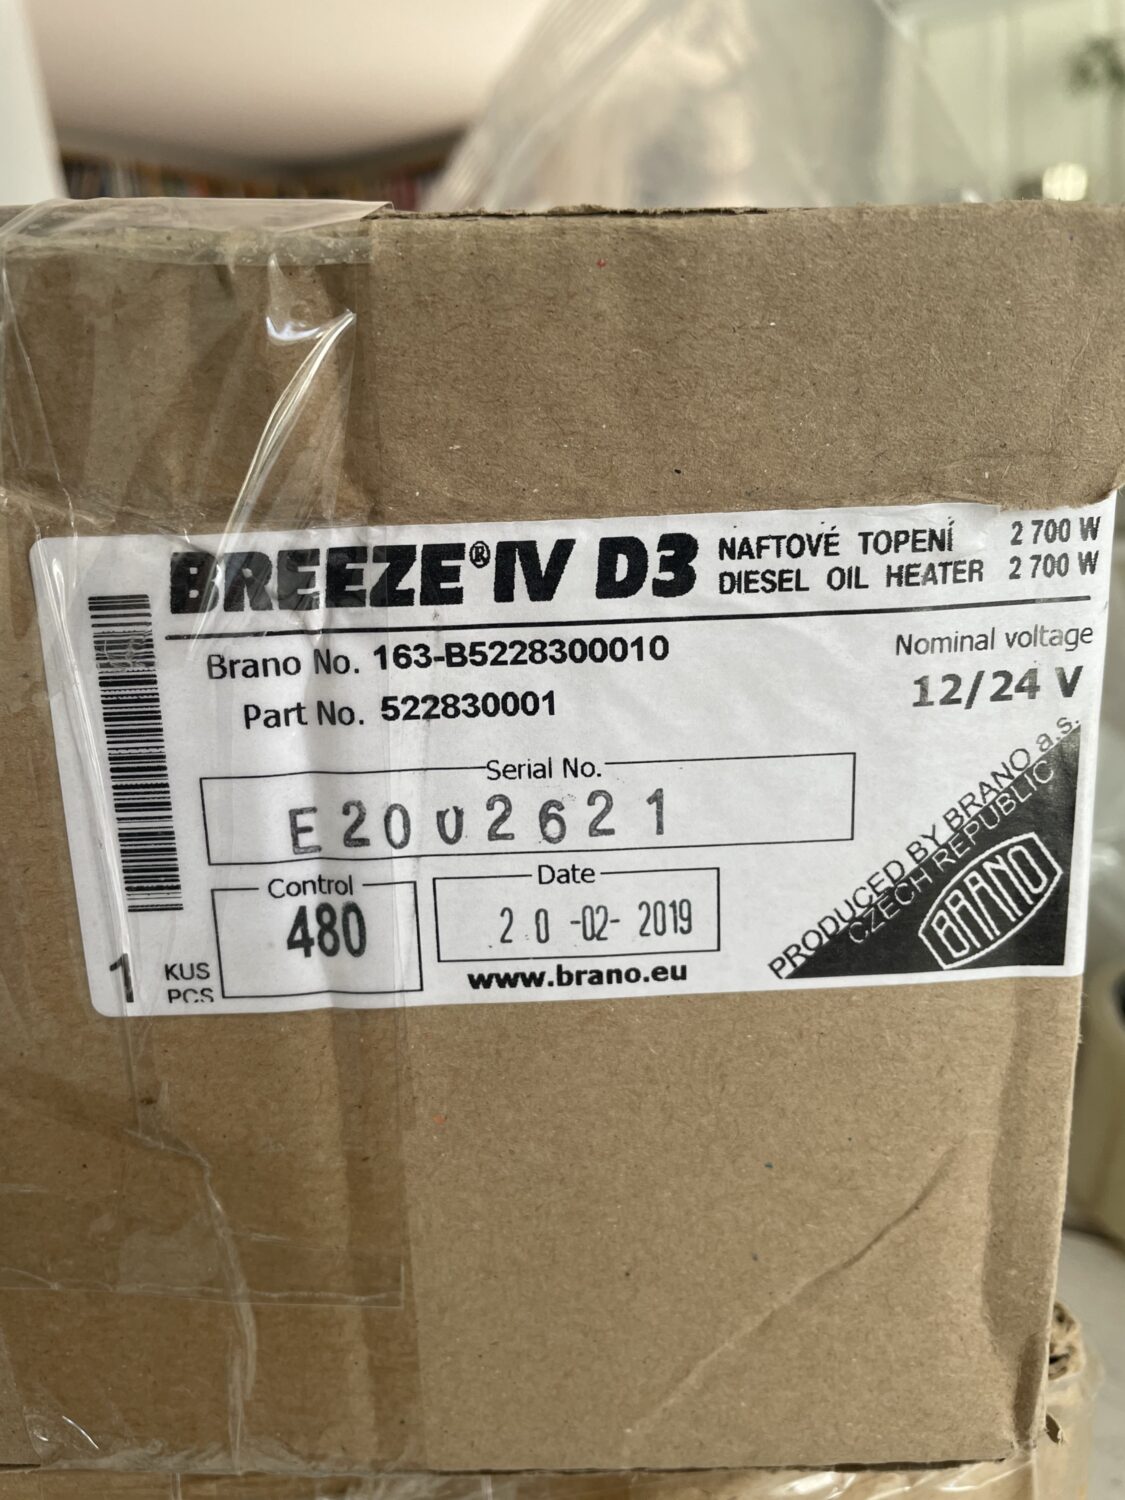 BREEZE®IV D3
NAFTOVÉ TOPENÍ 2 700 W
DIESEL OIL HEATER 2 700 W
Brano No. 163-B5228300010
Part No. 522830001
Nominal voltage
12/24 V
Serial No.
E2002621
Control
480
Date
20-02-2019
www.brano.eu
1 KUS
PCS
PRODUCED BY BRANO a.s.
CZECH REPUBLIC
BRANO